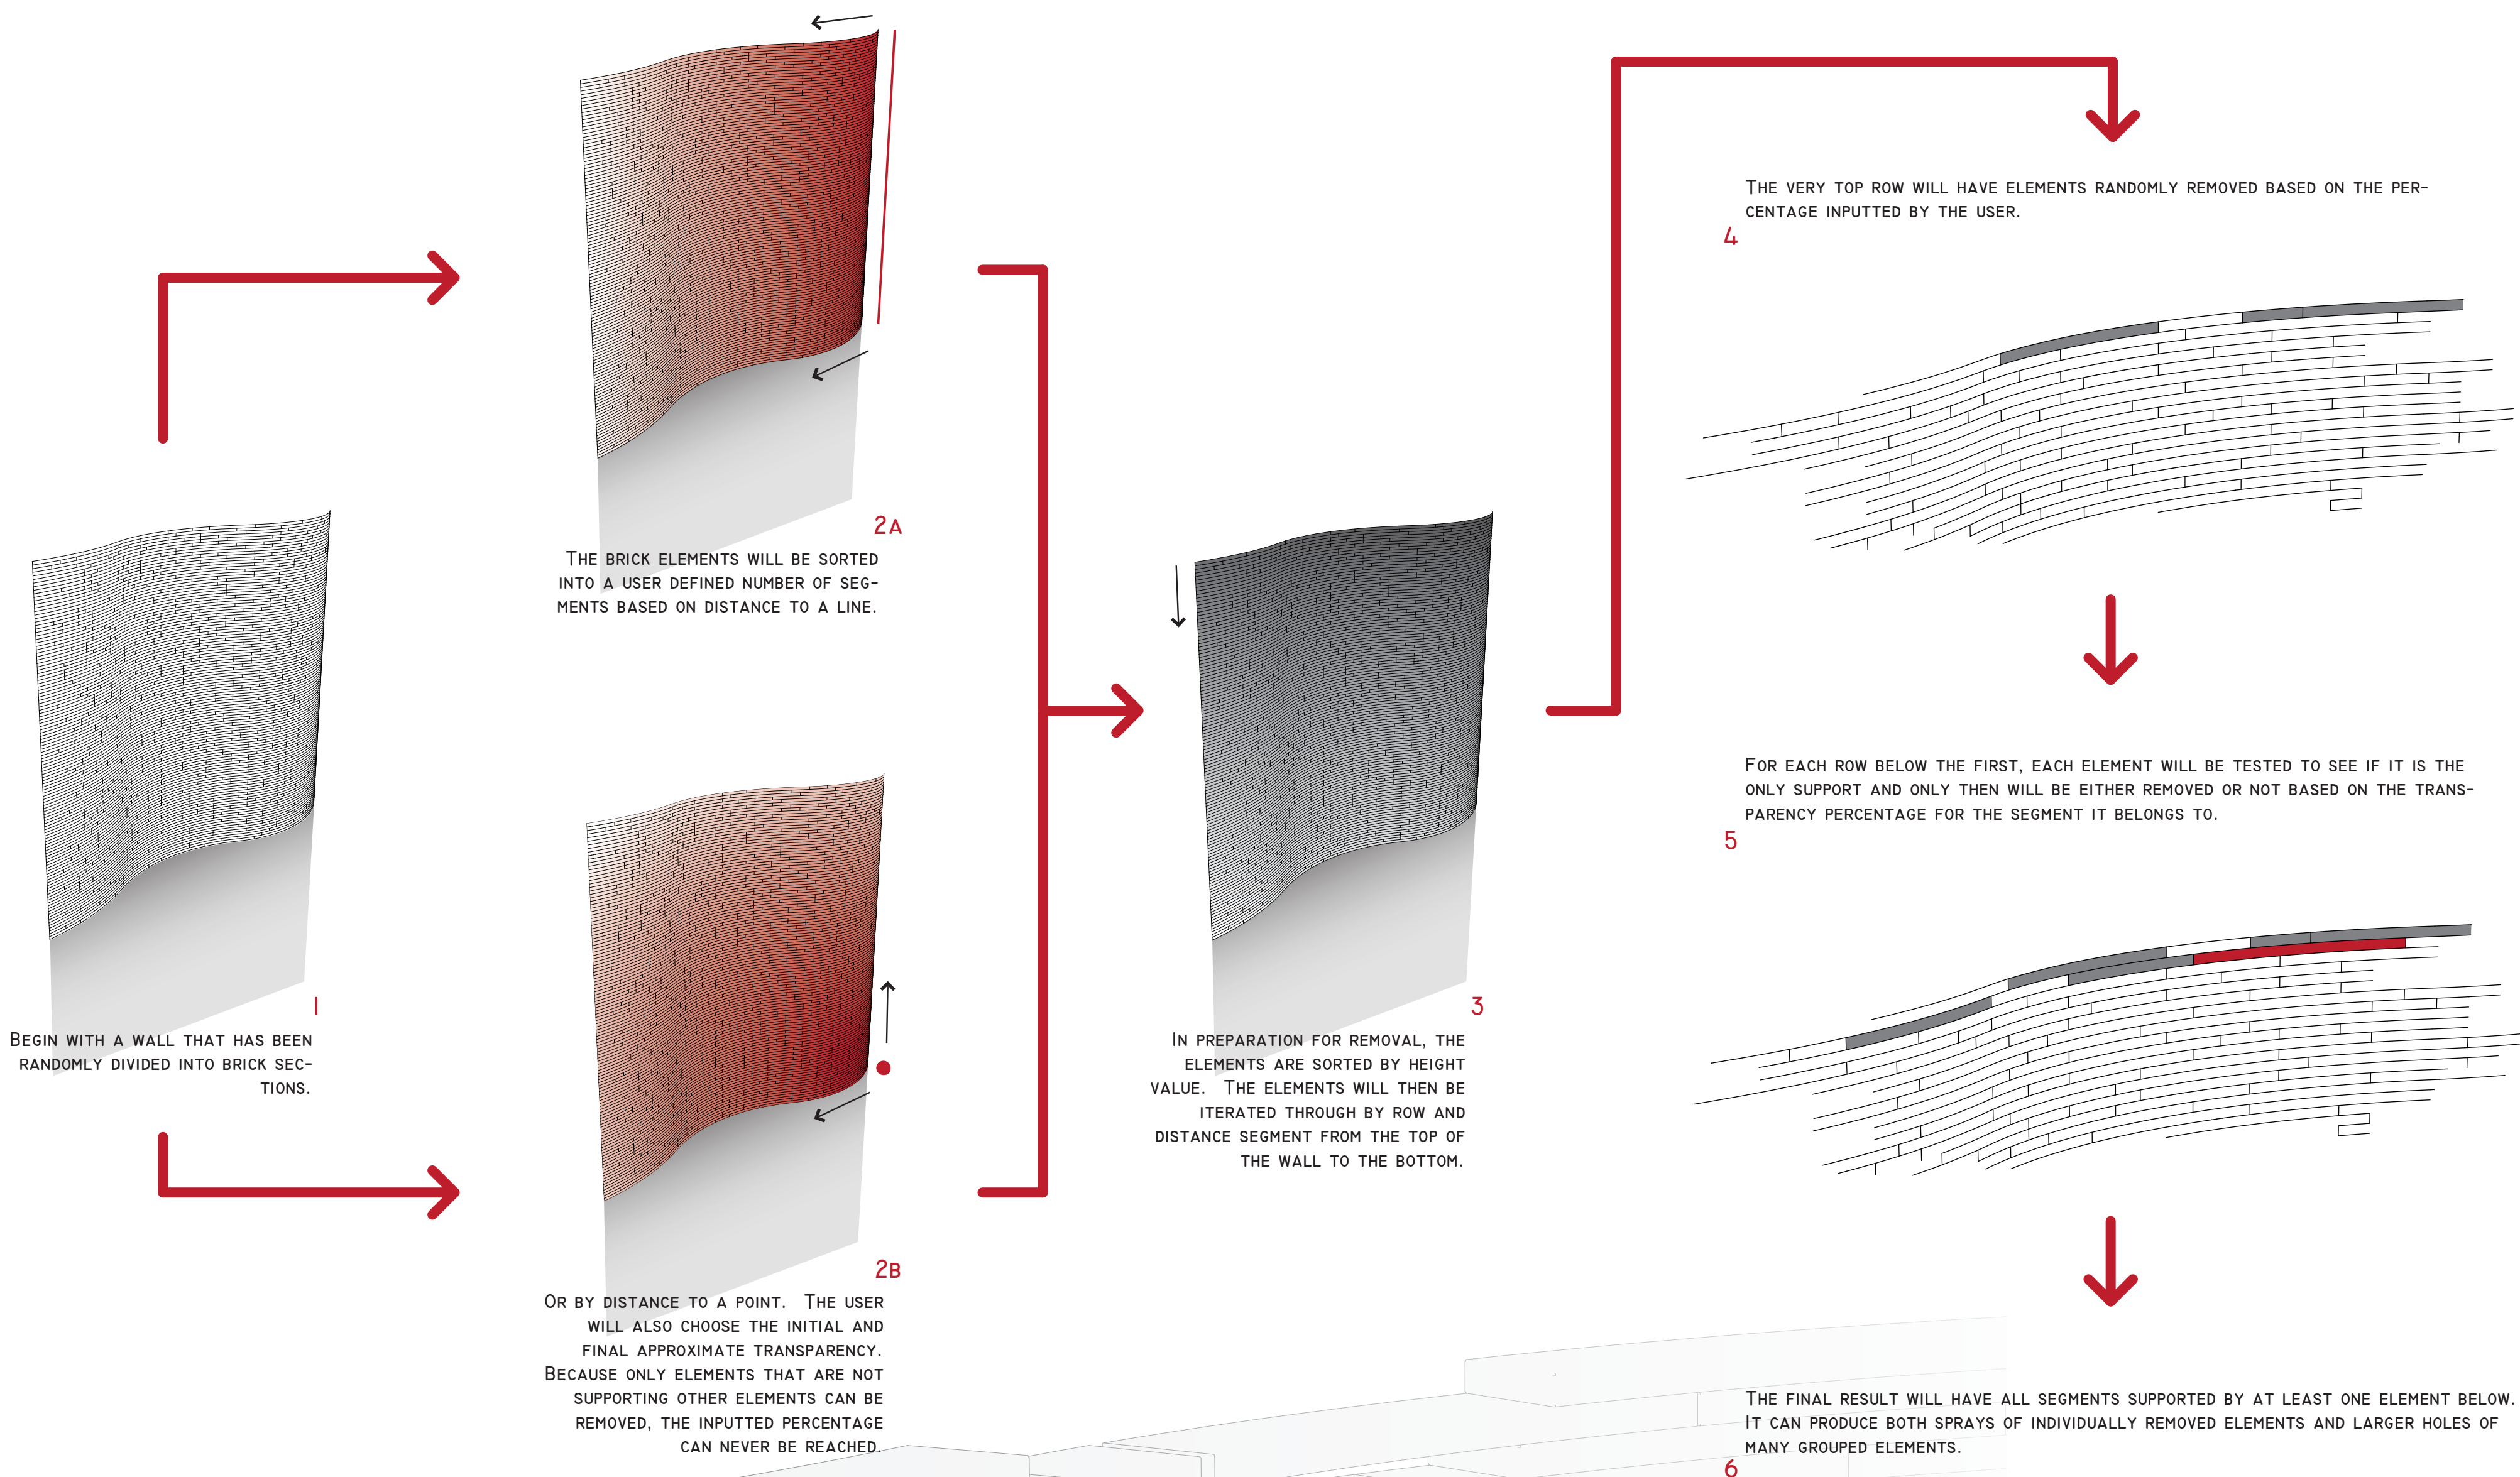 1
Begin with a wall that has been
randomly divided into brick sec-
tions.
2A
The brick elements will be sorted
into a user defined number of seg-
ments based on distance to a line.
2B
Or by distance to a point.  The user
will also choose the initial and
final approximate transparency.
Because only elements that are not
supporting other elements can be
removed, the inputted percentage
can never be reached.
3
In preparation for removal, the
elements are sorted by height
value.  The elements will then be
iterated through by row and
distance segment from the top of
the wall to the bottom.
The very top row will have elements randomly removed based on the per-
centage inputted by the user.
4
For each row below the first, each element will be tested to see if it is the
only support and only then will be either removed or not based on the trans-
parency percentage for the segment it belongs to.
5
The final result will have all segments supported by at least one element below.
It can produce both sprays of individually removed elements and larger holes of
many grouped elements.
6